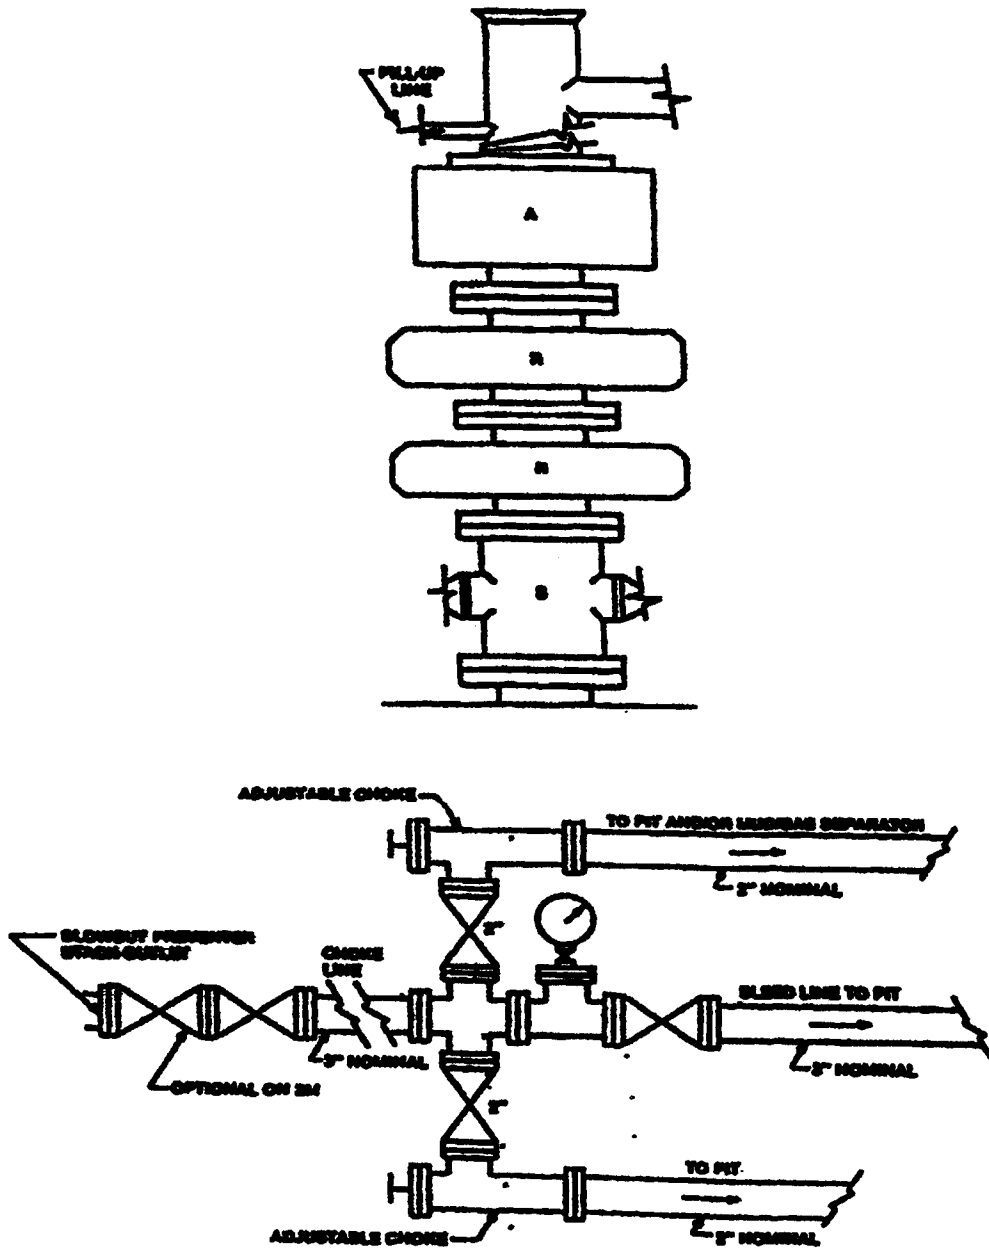 FILL-UP
LINE
A
R
R
S
ADJUSTABLE CHOKE
TO PIT AND/OR MUD/GAS SEPARATOR
2" NOMINAL
2"
BLOWOUT PREVENTER
STACK OUTLET
CHOKE
LINE
BLEED LINE TO PIT
3" NOMINAL
3" NOMINAL
OPTIONAL ON 2M
2"
TO PIT
2" NOMINAL
ADJUSTABLE CHOKE